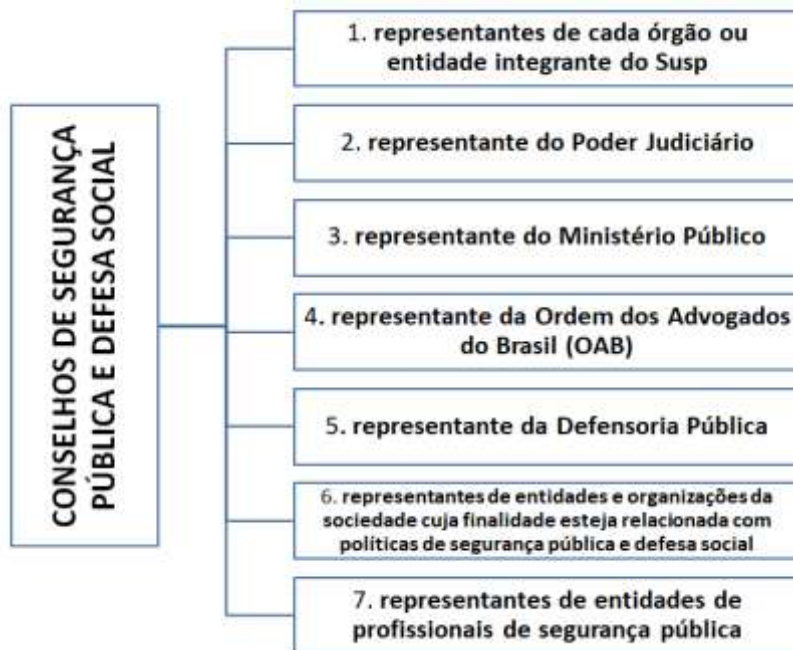 CONSELHOS DE SEGURANÇA
PÚBLICA E DEFESA SOCIAL
1. representantes de cada órgão ou
entidade integrante do Susp
2. representante do Poder Judiciário
3. representante do Ministério Público
4. representante da Ordem dos Advogados
do Brasil (OAB)
5. representante da Defensoria Pública
6. representantes de entidades e organizações da
sociedade cuja finalidade esteja relacionada com
políticas de segurança pública e defesa social
7. representantes de entidades de
profissionais de segurança pública